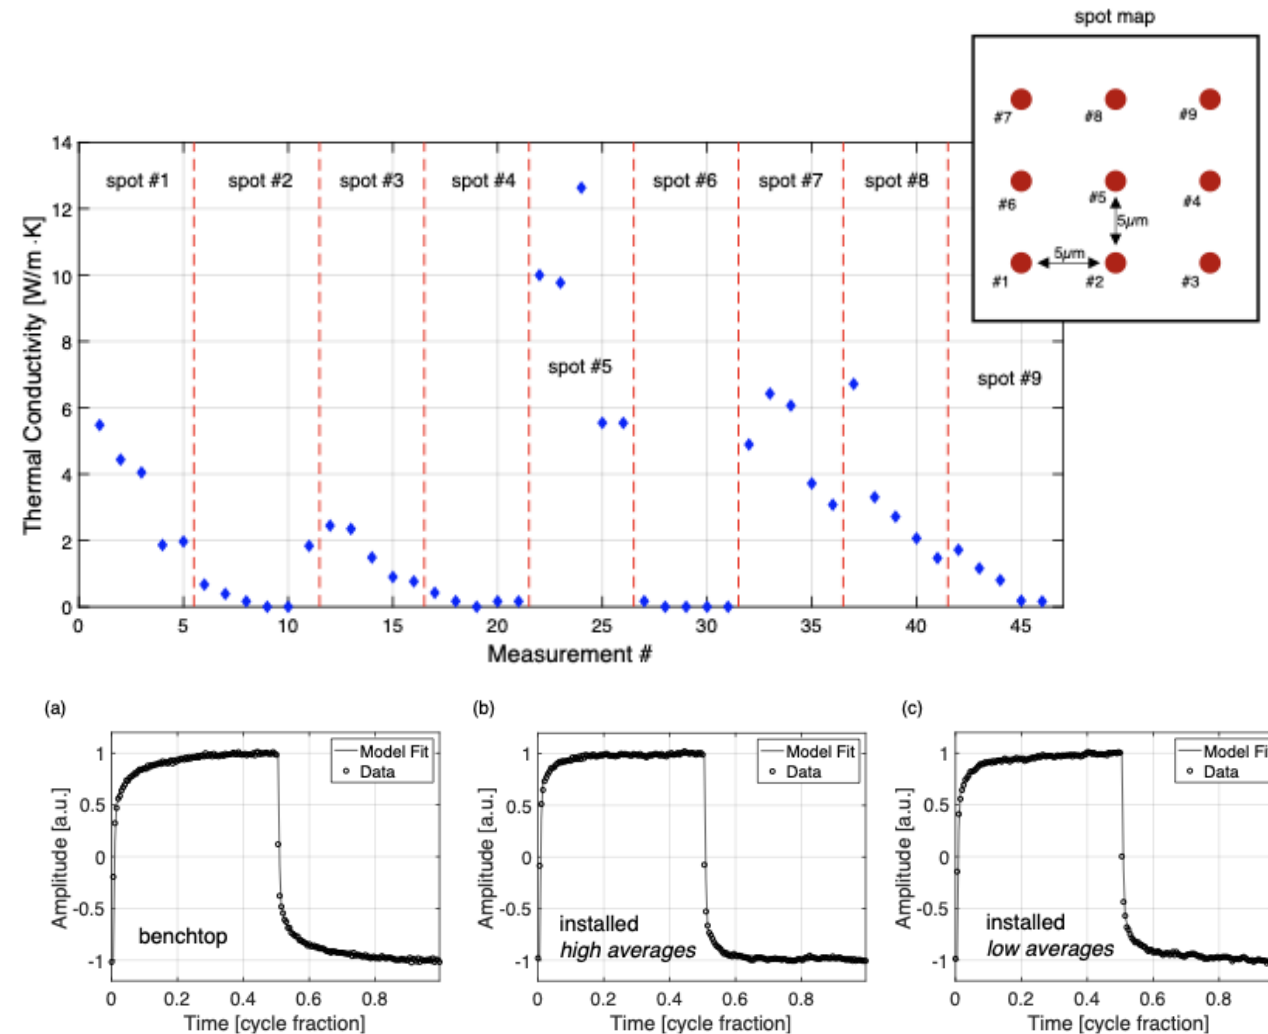 spot map
#7
#8
#9
#6
#5
#4
5μm
5μm
#1
#2
#3
14
12
10
8
6
4
2
0
Thermal Conductivity [W/m ·K]
spot #1
spot #2
spot #3
spot #4
spot #5
spot #6
spot #7
spot #8
spot #9
0
5
10
15
20
25
30
35
40
45
Measurement #
(a)
1
0.5
0
-0.5
-1
Amplitude [a.u.]
Model Fit
Data
benchtop
0
0.2
0.4
0.6
0.8
Time [cycle fraction]
(b)
1
0.5
0
-0.5
-1
Amplitude [a.u.]
Model Fit
Data
installed
high averages
0
0.2
0.4
0.6
0.8
Time [cycle fraction]
(c)
1
0.5
0
-0.5
-1
Amplitude [a.u.]
Model Fit
Data
installed
low averages
0
0.2
0.4
0.6
0.8
Time [cycle fraction]